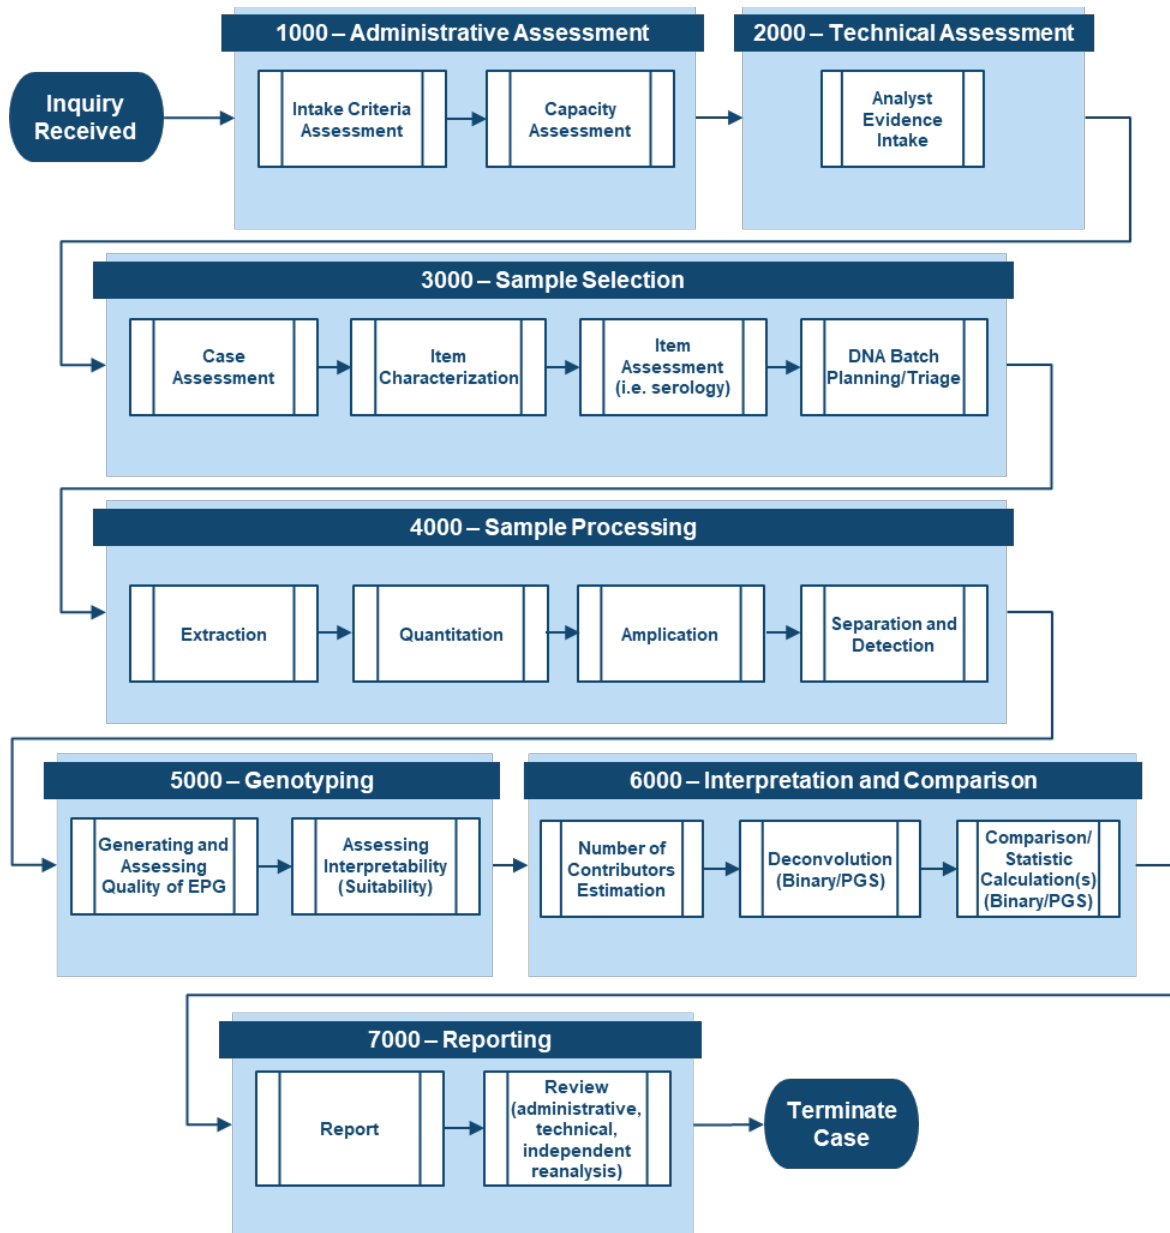 1000 – Administrative Assessment
2000 – Technical Assessment
Inquiry
Received
Intake Criteria
Assessment
Capacity
Assessment
Analyst
Evidence
Intake
3000 – Sample Selection
Case
Assessment
Item
Characterization
Item
Assessment
(i.e. serology)
DNA Batch
Planning/Triage
4000 – Sample Processing
Extraction
Quantitation
Amplication
Separation and
Detection
5000 – Genotyping
6000 – Interpretation and Comparison
Generating and
Assessing
Quality of EPG
Assessing
Interpretability
(Suitability)
Number of
Contributors
Estimation
Deconvolution
(Binary/PGS)
Comparison/
Statistic
Calculation(s)
(Binary/PGS)
7000 – Reporting
Report
Review
(administrative,
technical,
independent
reanalysis)
Terminate
Case